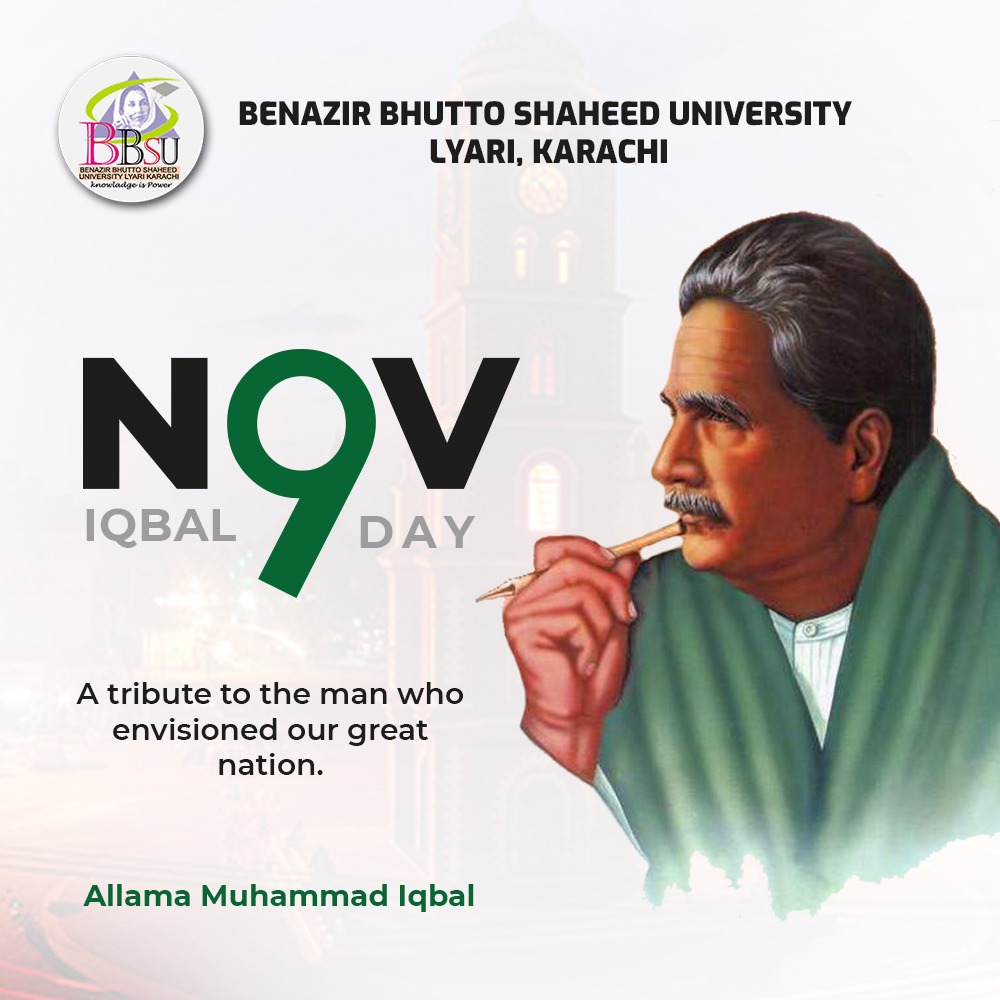 BBSU
BENAZIR BHUTTO SHAHEED
UNIVERSITY LYARI KARACHI
knowladge is Power
BENAZIR BHUTTO SHAHEED UNIVERSITY
LYARI, KARACHI
N9V
IQBAL DAY
A tribute to the man who
envisioned our great
nation.
Allama Muhammad Iqbal